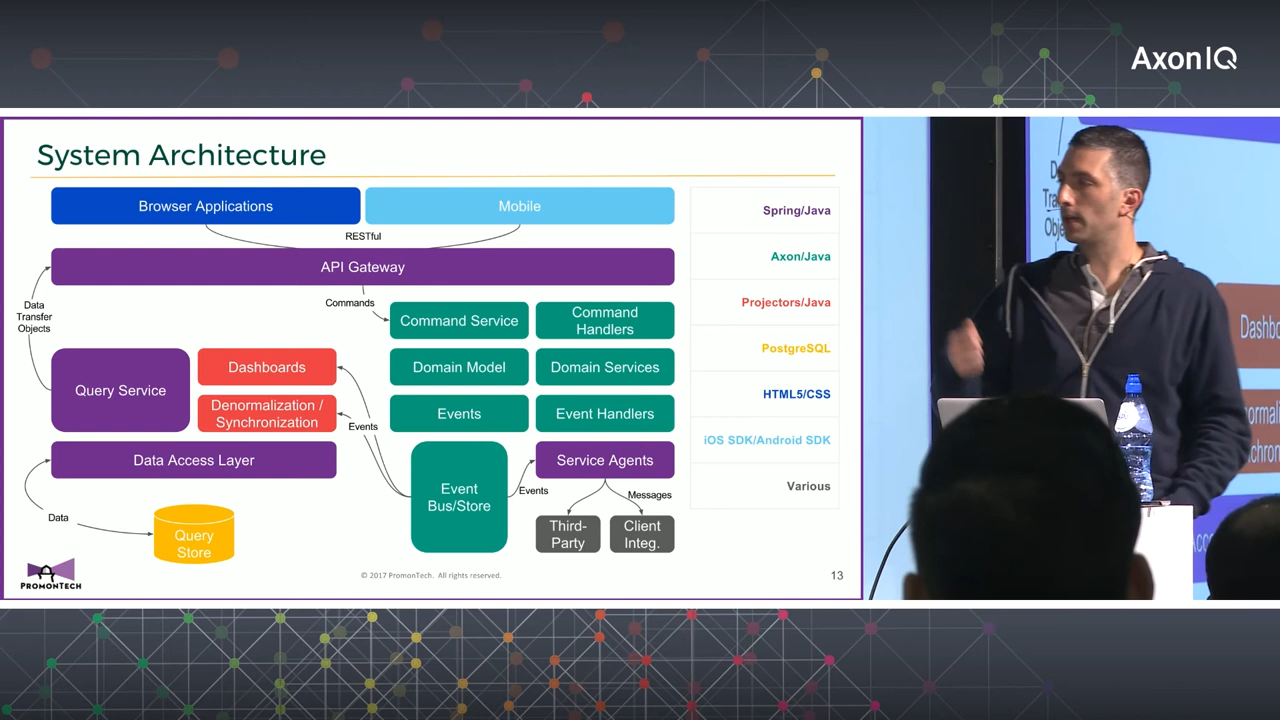 AxonIQ
System Architecture
Browser Applications
Mobile
RESTful
API Gateway
Data
Transfer
Objects
Commands
Command Service
Command
Handlers
Query Service
Dashboards
Domain Model
Domain Services
Denormalization /
Synchronization
Events
Events
Event Handlers
Data Access Layer
Event
Bus/Store
Service Agents
Events
Messages
Data
Query
Store
Third-
Party
Client
Integ.
Spring/Java
Axon/Java
Projectors/Java
PostgreSQL
HTML5/CSS
iOS SDK/Android SDK
Various
PROMONTECH
© 2017 PromonTech. All rights reserved.
13